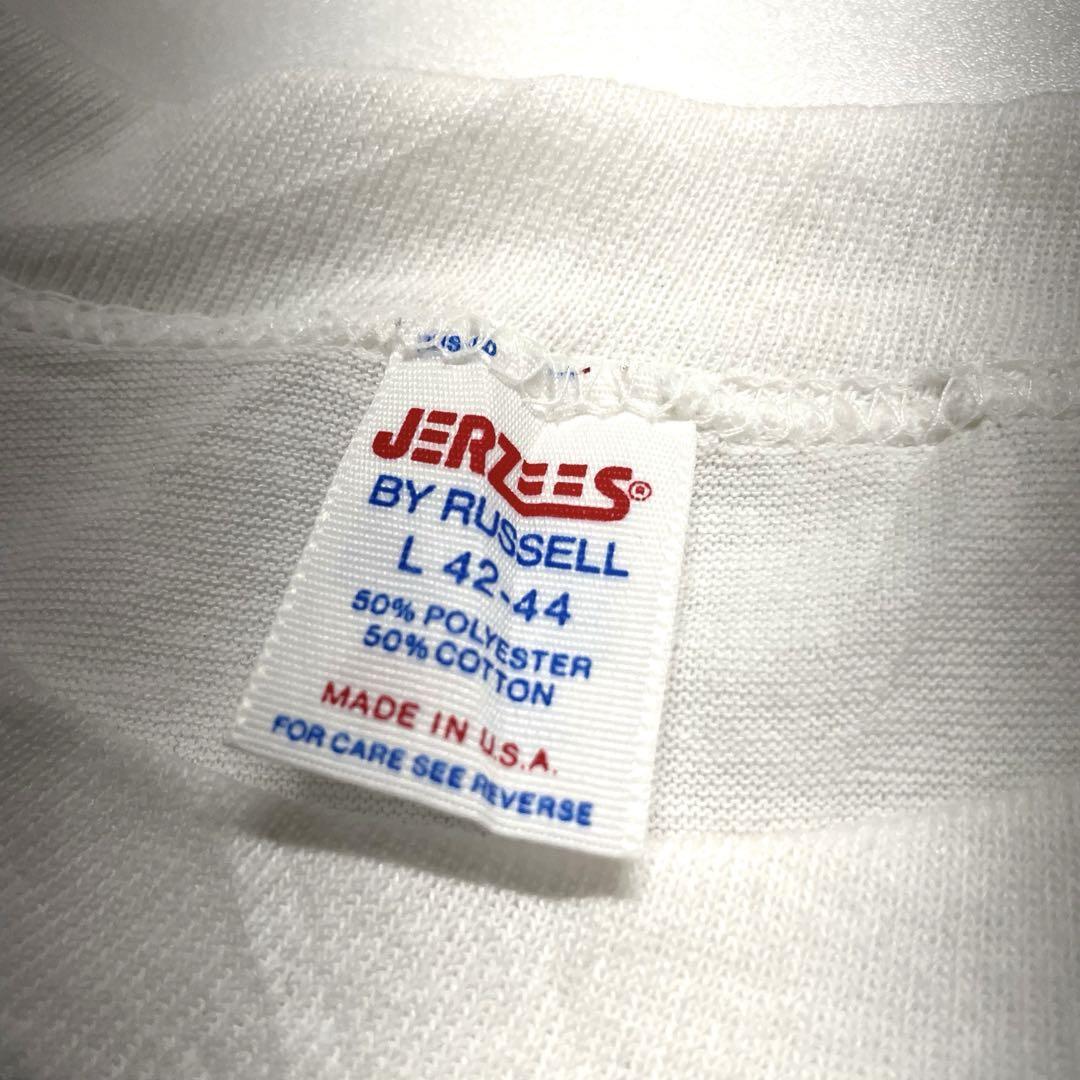 JERZEES®
BY RUSSELL
L 42-44
50% POLYESTER
50% COTTON
MADE IN U.S.A.
FOR CARE SEE REVERSE